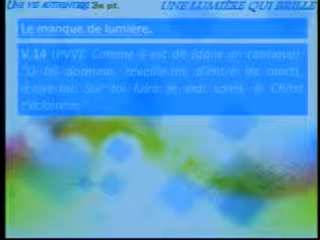 UNE VIE AUTHENTIQUE 3e pt. UNE LUMIÈRE QUI BRILLE
Le manque de lumière.
V.14 (PVV): Comme il est dit (dans un cantique):
"O toi dormeur, réveille-toi d'entre les morts,
relève-toi! Sur toi luira le vrai soleil, le Christ
t'éclairera."